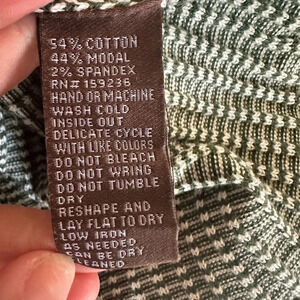 54% COTTON
44% MODAL
2% SPANDEX
RN# 159236
HAND OR MACHINE
WASH COLD
INSIDE OUT
DELICATE CYCLE
WITH LIKE COLORS
DO NOT BLEACH
DO NOT WRING
DO NOT TUMBLE
DRY
RESHAPE AND
LAY FLAT TO DRY
LOW IRON
AS NEEDED
CAN BE DRY
CLEANED